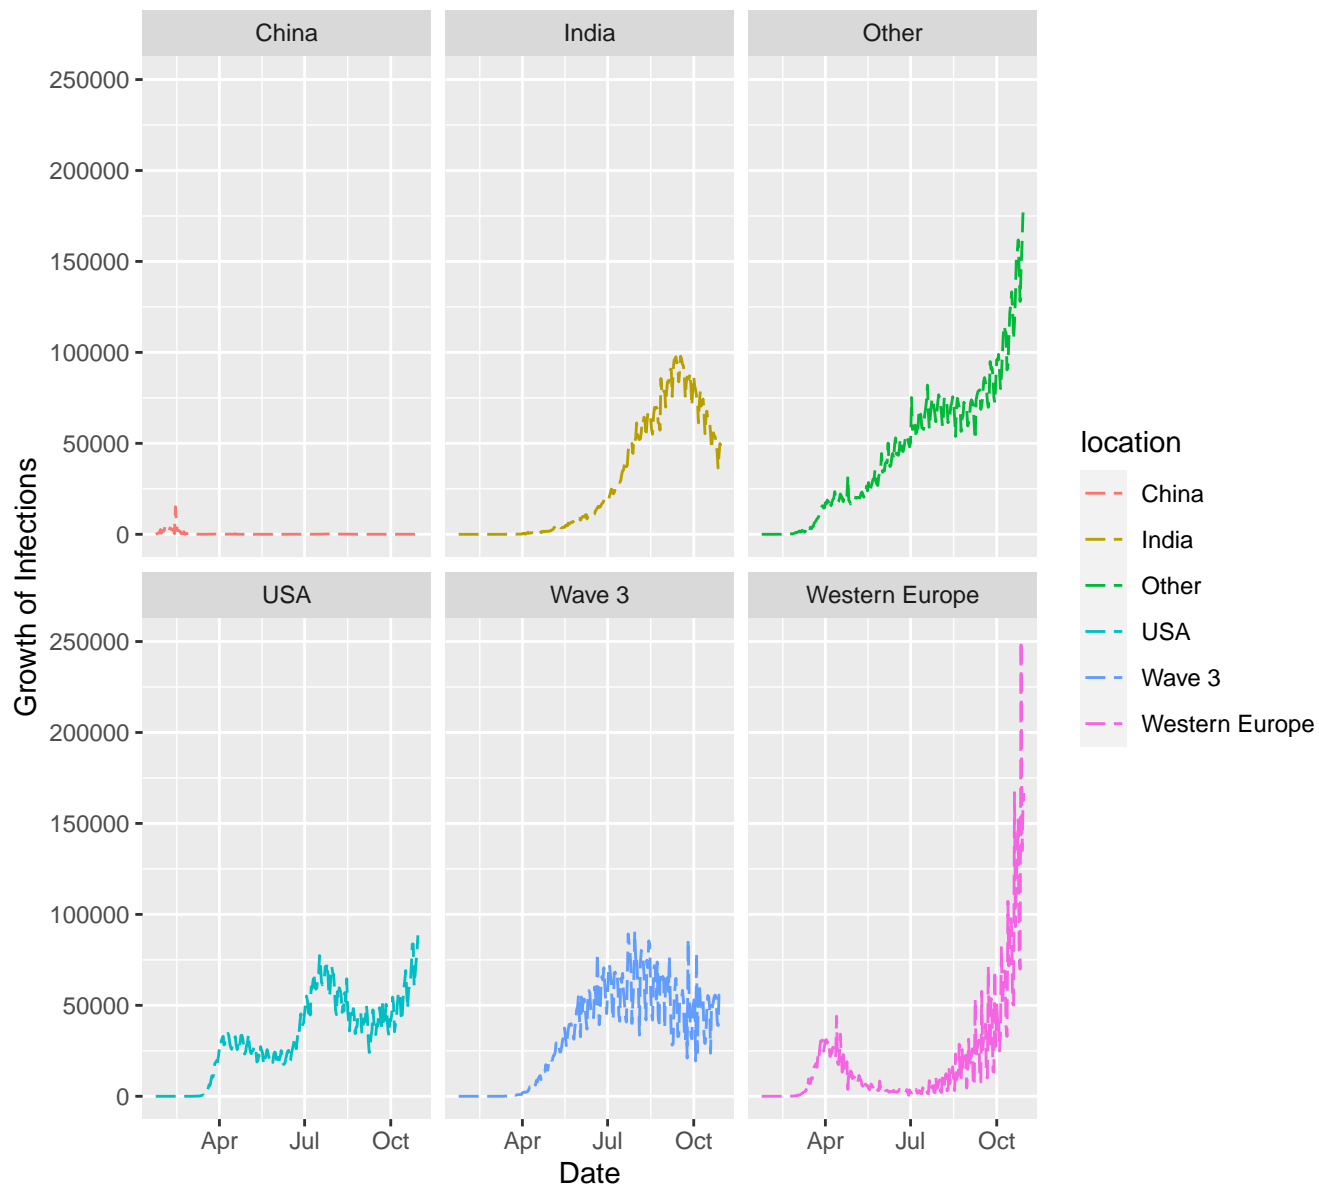 China
India
Other
250000
200000
150000
100000
50000
0
USA
Wave 3
Western Europe
250000
200000
150000
100000
50000
0
Apr
Jul
Oct
Apr
Jul
Oct
Apr
Jul
Oct
Date
Growth of Infections
location
China
India
Other
USA
Wave 3
Western Europe